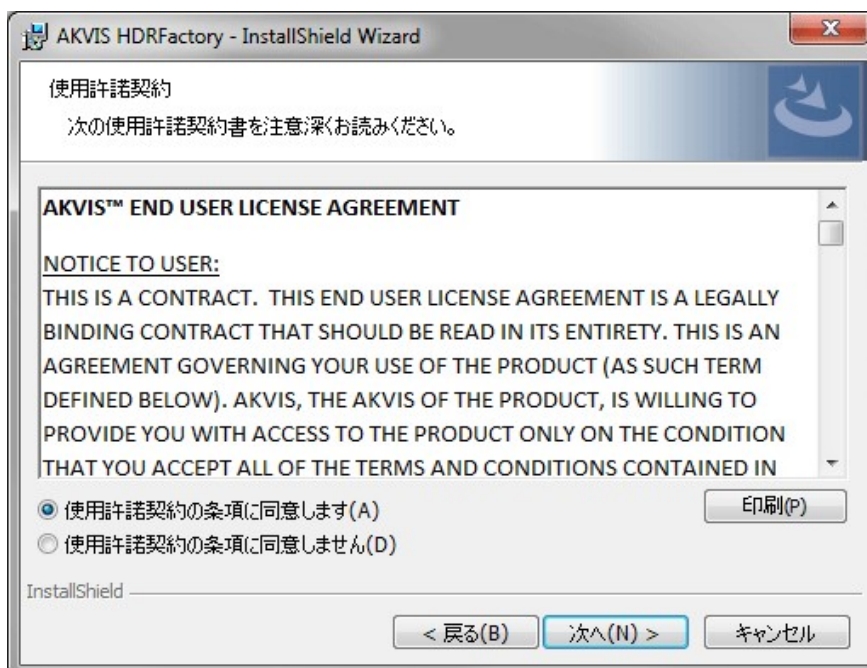 AKVIS HDRFactory - InstallShield Wizard
使用許諾契約
次の使用許諾契約書を注意深くお読みください。
AKVIS™ END USER LICENSE AGREEMENT
NOTICE TO USER:
THIS IS A CONTRACT.  THIS END USER LICENSE AGREEMENT IS A LEGALLY
BINDING CONTRACT THAT SHOULD BE READ IN ITS ENTIRETY. THIS IS AN
AGREEMENT GOVERNING YOUR USE OF THE PRODUCT (AS SUCH TERM
DEFINED BELOW). AKVIS, THE AKVIS OF THE PRODUCT, IS WILLING TO
PROVIDE YOU WITH ACCESS TO THE PRODUCT ONLY ON THE CONDITION
THAT YOU ACCEPT ALL OF THE TERMS AND CONDITIONS CONTAINED IN
使用許諾契約の条項に同意します(A)
印刷(P)
使用許諾契約の条項に同意しません(D)
InstallShield
< 戻る(B)
次へ(N) >
キャンセル